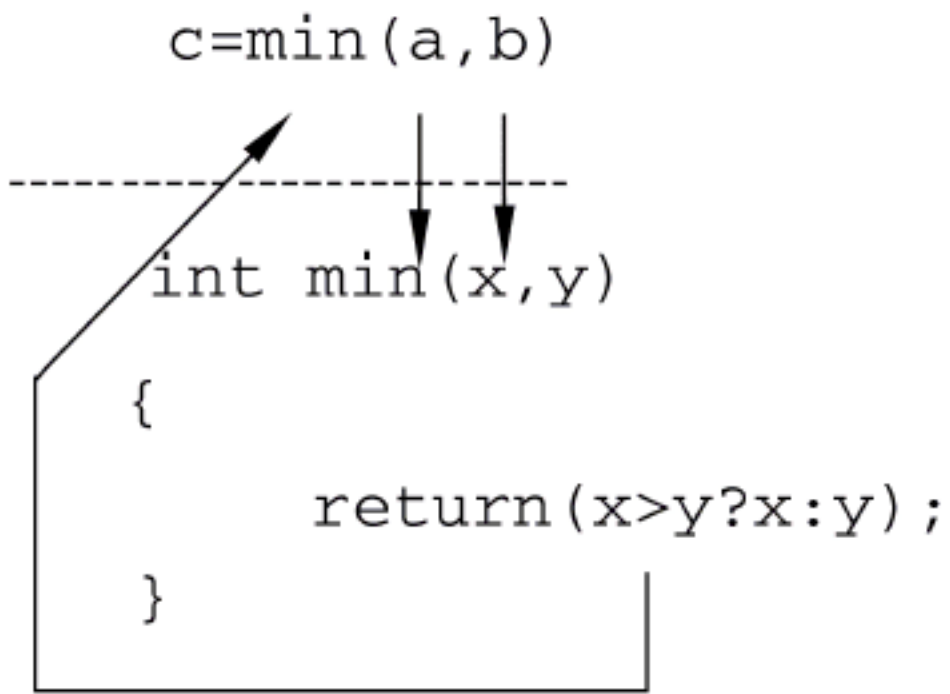 c=min(a,b)
int min(x,y)
{
return(x>y?x:y);
}